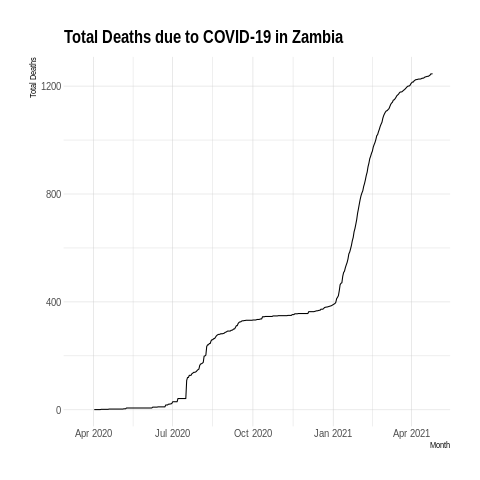 Total Deaths due to COVID-19 in Zambia
Total Deaths
1200
800
400
0
Apr 2020 Jul 2020 Oct 2020 Jan 2021 Apr 2021
Month